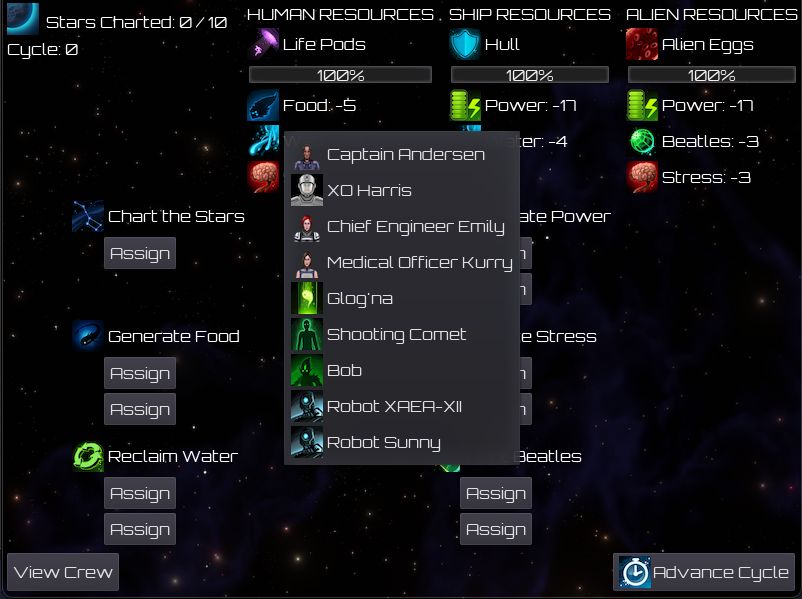 Stars Charted: 0 / 10
Cycle: 0
HUMAN RESOURCES
Life Pods
100%
Food: -5
SHIP RESOURCES
Hull
100%
Power: -17
-4
ALIEN RESOURCES
Alien Eggs
100%
Power: -17
Beatles: -3
Stress: -3
Captain Andersen
XO Harris
Chief Engineer Emily
Medical Officer Kurry
Glog'na
Shooting Comet
Bob
Robot XAEA-XII
Robot Sunny
Chart the Stars
Assign
Power
Generate Food
Assign
Assign
Stress
Reclaim Water
Assign
Assign
Beatles
Assign
Assign
View Crew
Advance Cycle